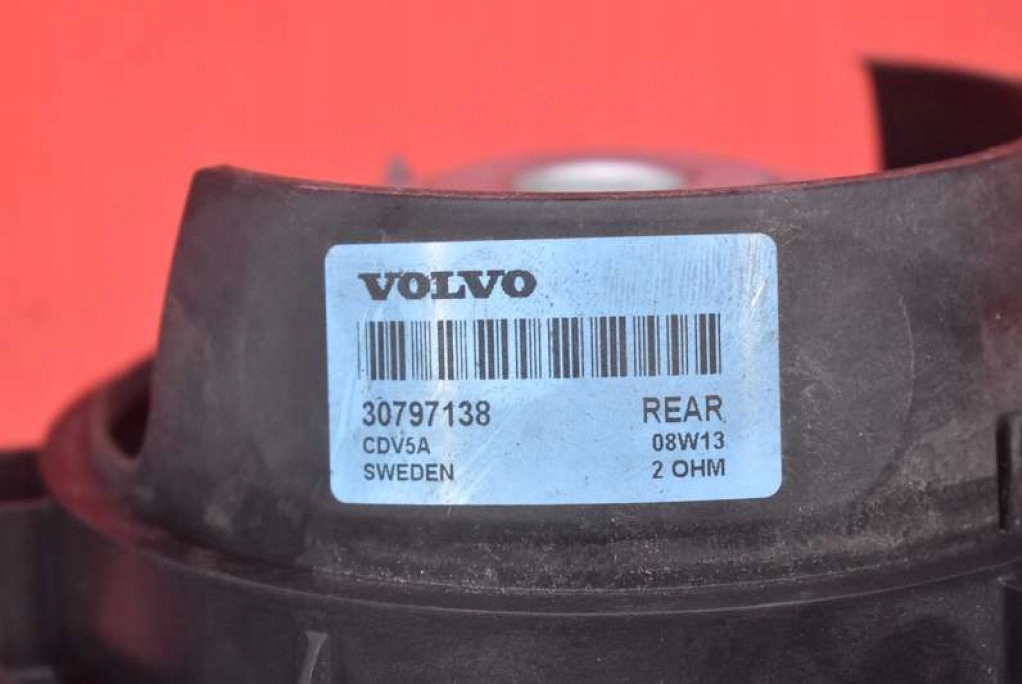 VOLVO
30797138 REAR
CDV5A 08W13
SWEDEN 2 OHM